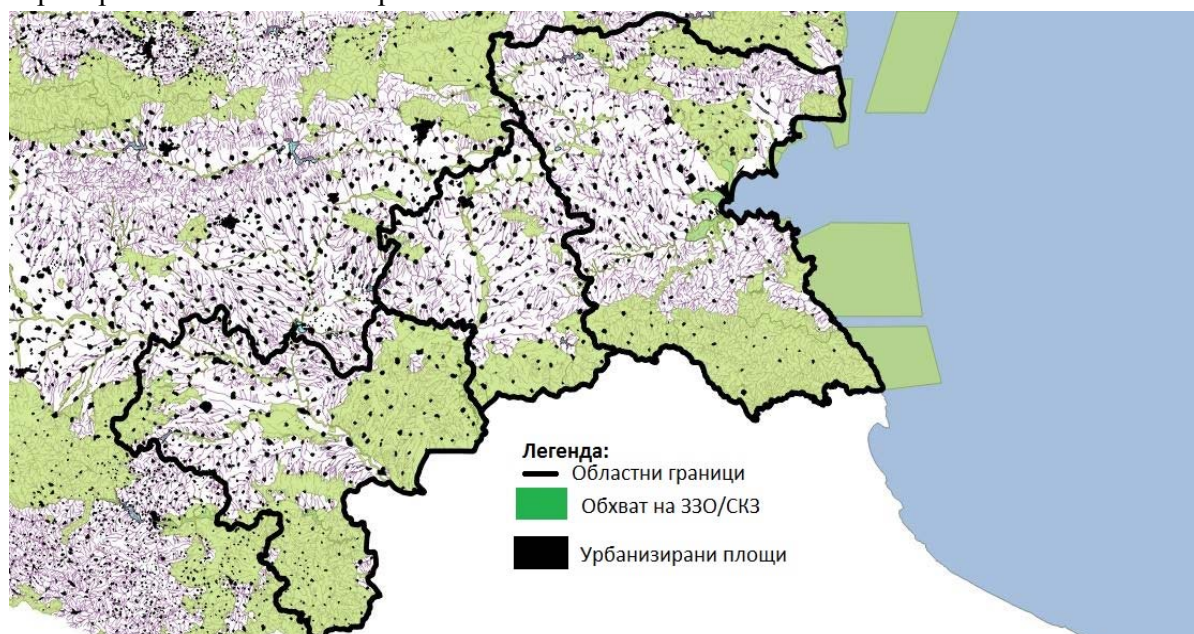 Легенда:
Областни граници
Обхват на ЗЗО/СКЗ
Урбанизирани площи